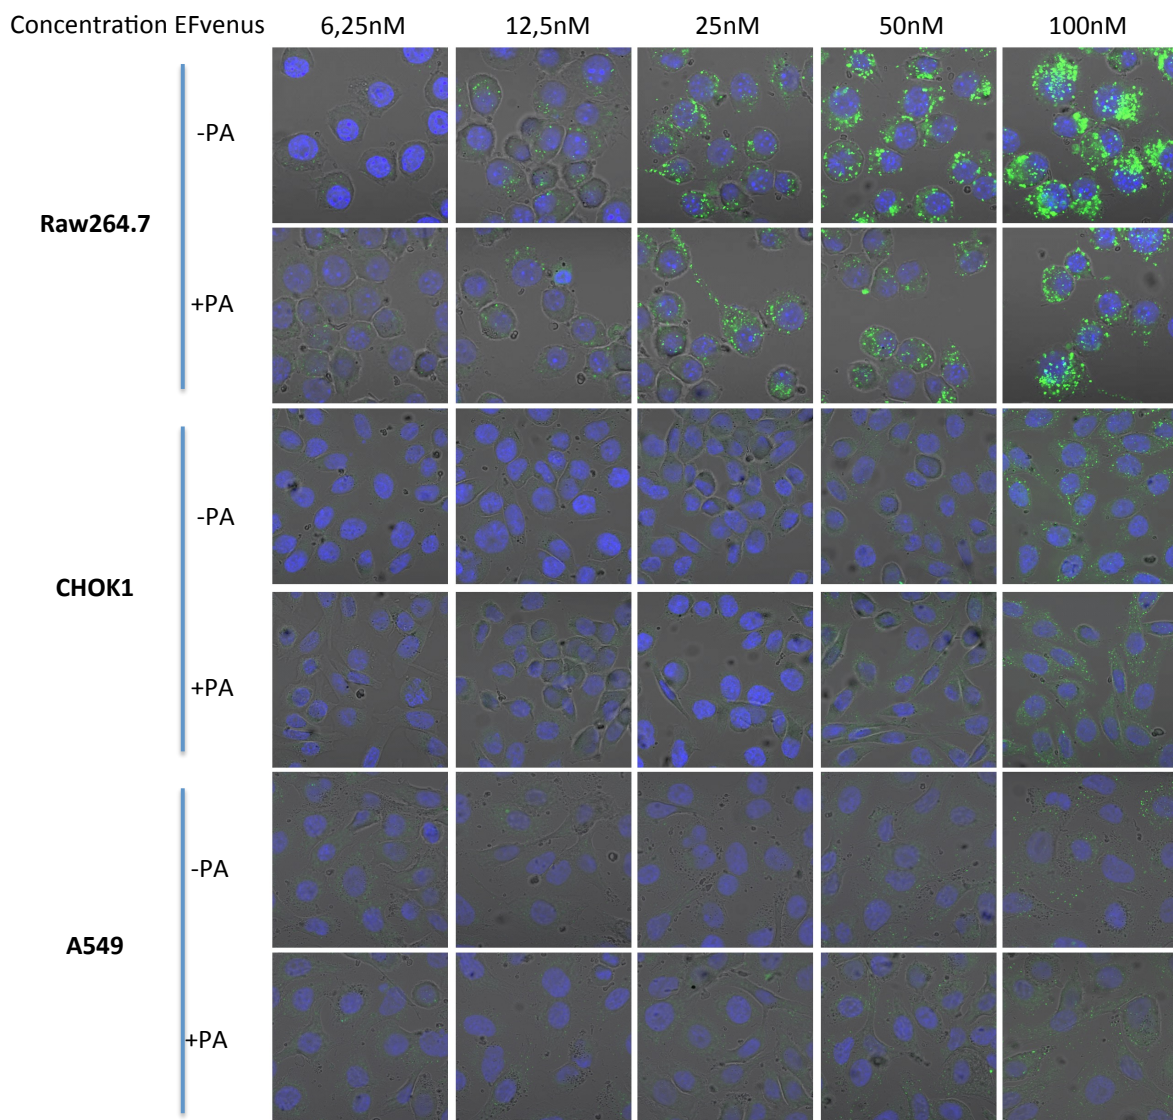 Concentration EFvenus 6,25nM 12,5nM 25nM 50nM 100nM
-PA
Raw264.7
+PA
-PA
CHOK1
+PA
-PA
A549
+PA